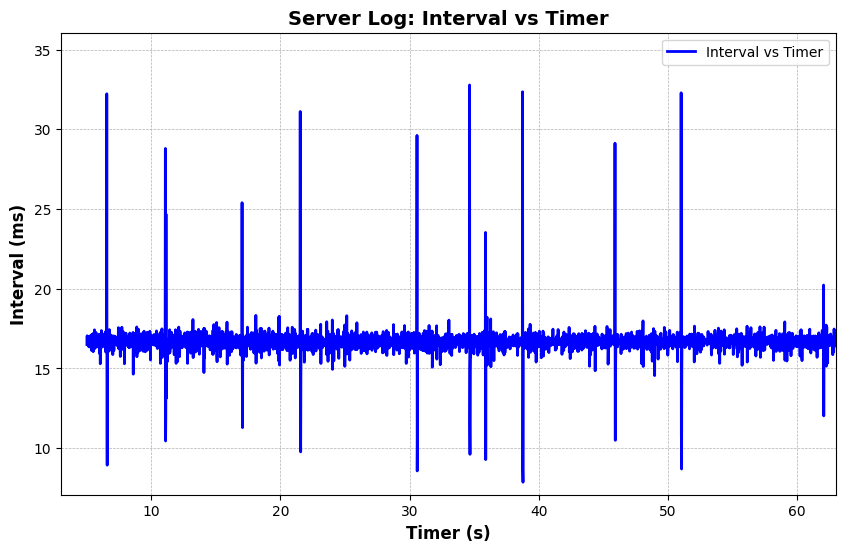 Server Log: Interval vs Timer
Interval vs Timer
35
30
25
20
15
10
Interval (ms)
10 20 30 40 50 60
Timer (s)